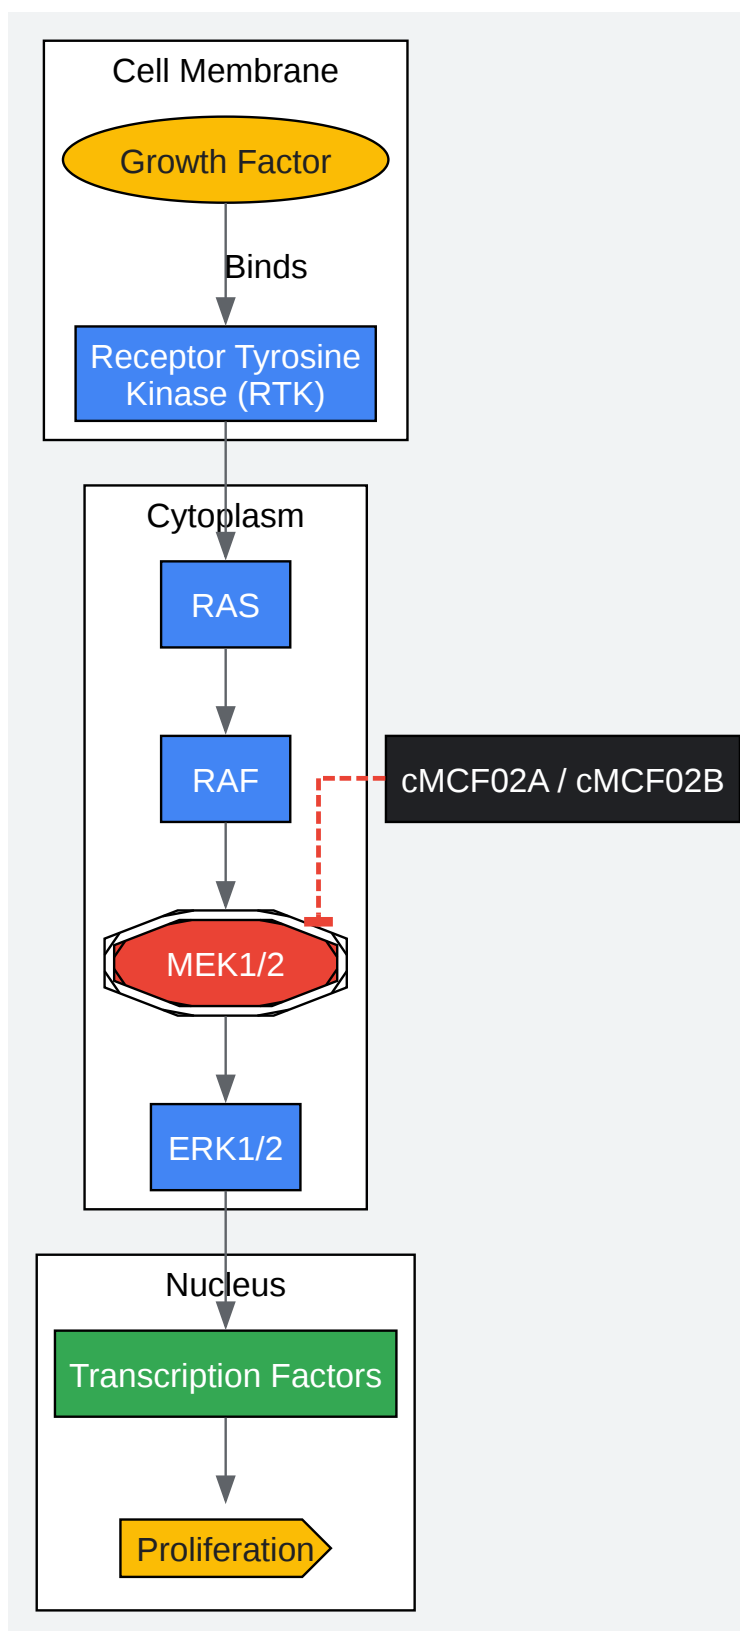 Cell Membrane
Growth Factor
Binds
Receptor Tyrosine
Kinase (RTK)
Cytoplasm
RAS
RAF
cMCF02A / cMCF02B
MEK1/2
ERK1/2
Nucleus
Transcription Factors
Proliferation